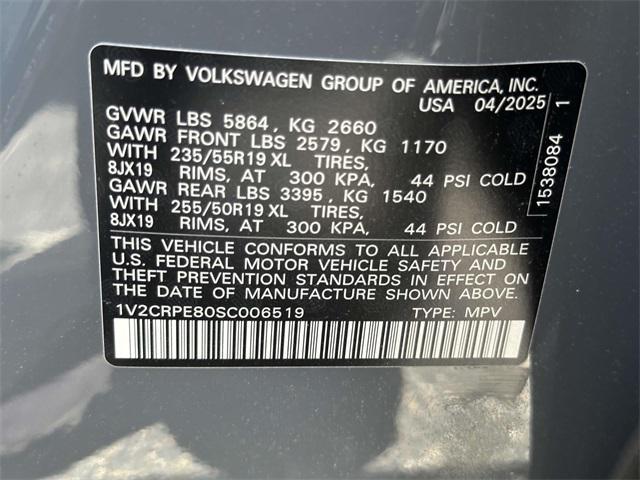 MFD BY VOLKSWAGEN GROUP OF AMERICA, INC.
USA 04/2025
GVWR LBS 5864, KG 2660
GAWR FRONT LBS 2579, KG 1170
WITH 235/55R19 XL TIRES,
8JX19 RIMS, AT 300 KPA, 44 PSI COLD
GAWR REAR LBS 3395, KG 1540
WITH 255/50R19 XL TIRES,
8JX19 RIMS, AT 300 KPA, 44 PSI COLD
THIS VEHICLE CONFORMS TO ALL APPLICABLE
U.S. FEDERAL MOTOR VEHICLE SAFETY AND
THEFT PREVENTION STANDARDS IN EFFECT ON
THE DATE OF MANUFACTURE SHOWN ABOVE.
1V2CRPE80SC006519 TYPE: MPV
1538084 1